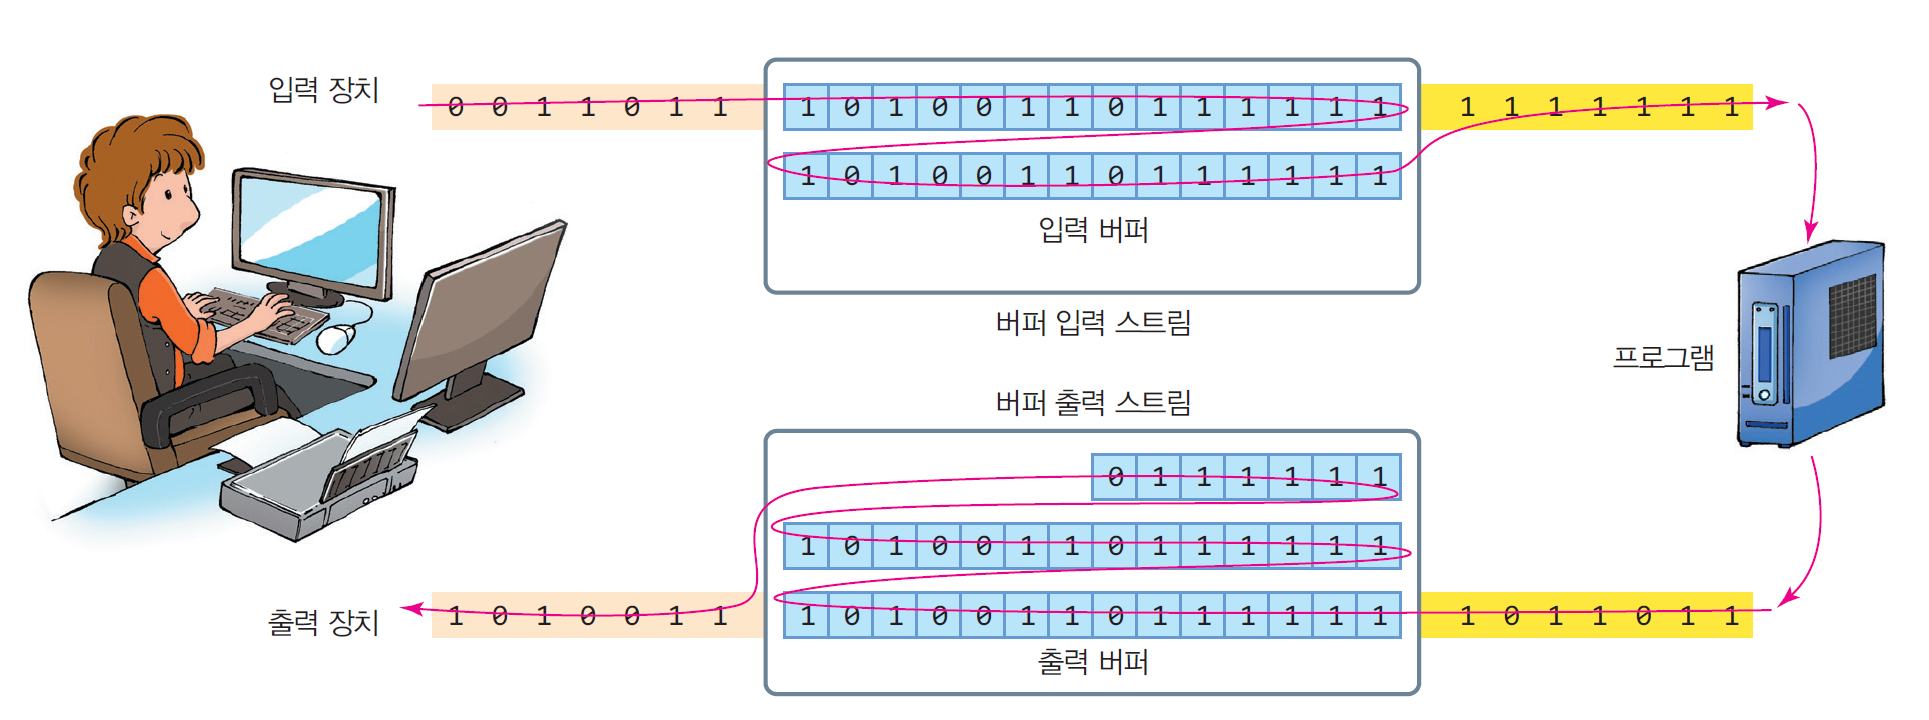 입력 장치
0 0 1 1 0 1 1 1 0 1 0 0 1 1 0 1 1 1 1 1 1 1 1 1 1 1 1 1
1 0 1 0 0 1 1 0 1 1 1 1 1 1
입력 버퍼
버퍼 입력 스트림
프로그램
버퍼 출력 스트림
0 1 1 1 1 1 1
1 0 1 0 0 1 1 0 1 1 1 1 1 1
출력 장치
1 0 1 0 0 1 1 1 0 1 0 0 1 1 0 1 1 1 1 1 1 1 0 1 1 0 1 1
출력 버퍼